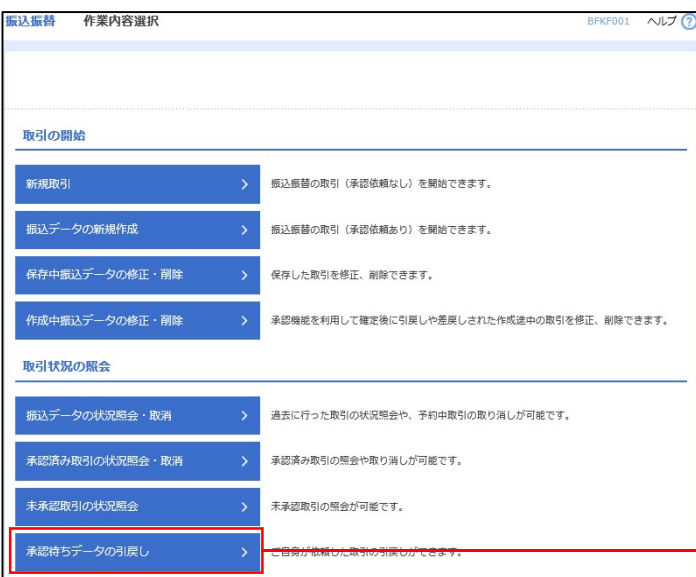 振込振替 作業内容選択 BFKF001 ヘルプ ?
取引の開始
新規取引 振込振替の取引（承認依頼なし）を開始できます。
振込データの新規作成 振込振替の取引（承認依頼あり）を開始できます。
保存中振込データの修正・削除 保存した取引を修正、削除できます。
作成中振込データの修正・削除 承認機能を利用して確定後に引戻しや差戻しされた作成途中の取引を修正、削除できます。
取引状況の照会
振込データの状況照会・取消 過去に行った取引の状況照会や、予約中取引の取り消しが可能です。
承認済み取引の状況照会・取消 承認済み取引の照会や取り消しが可能です。
未承認取引の状況照会 未承認取引の照会が可能です。
承認待ちデータの引戻し ご自身が依頼した取引の引戻しができます。